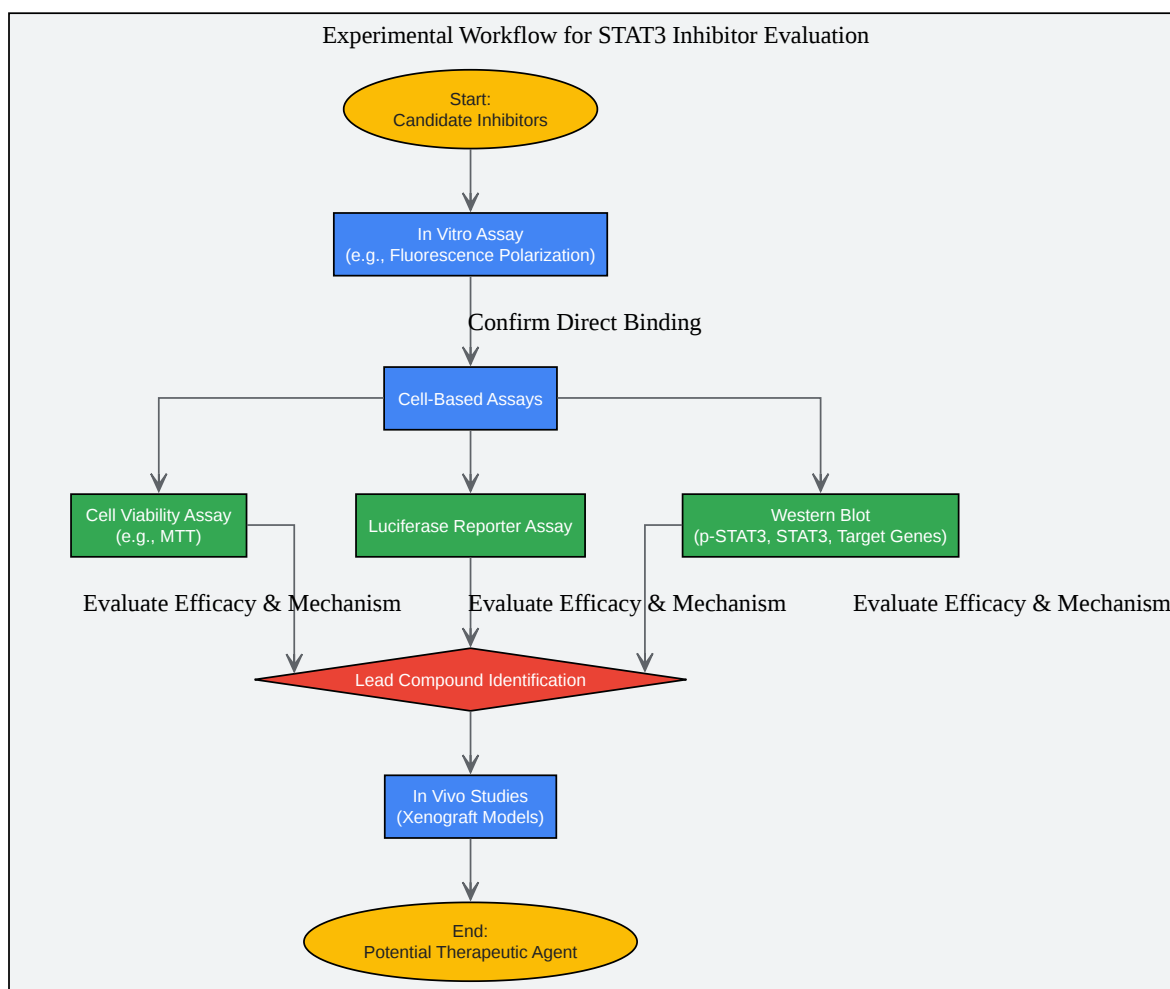 Experimental Workflow for STAT3 Inhibitor Evaluation
Start:
Candidate Inhibitors
In Vitro Assay
(e.g., Fluorescence Polarization)
Confirm Direct Binding
Cell-Based Assays
Cell Viability Assay
(e.g., MTT)
Luciferase Reporter Assay
Western Blot
(p-STAT3, STAT3, Target Genes)
Evaluate Efficacy & Mechanism
Evaluate Efficacy & Mechanism
Evaluate Efficacy & Mechanism
Lead Compound Identification
In Vivo Studies
(Xenograft Models)
End:
Potential Therapeutic Agent